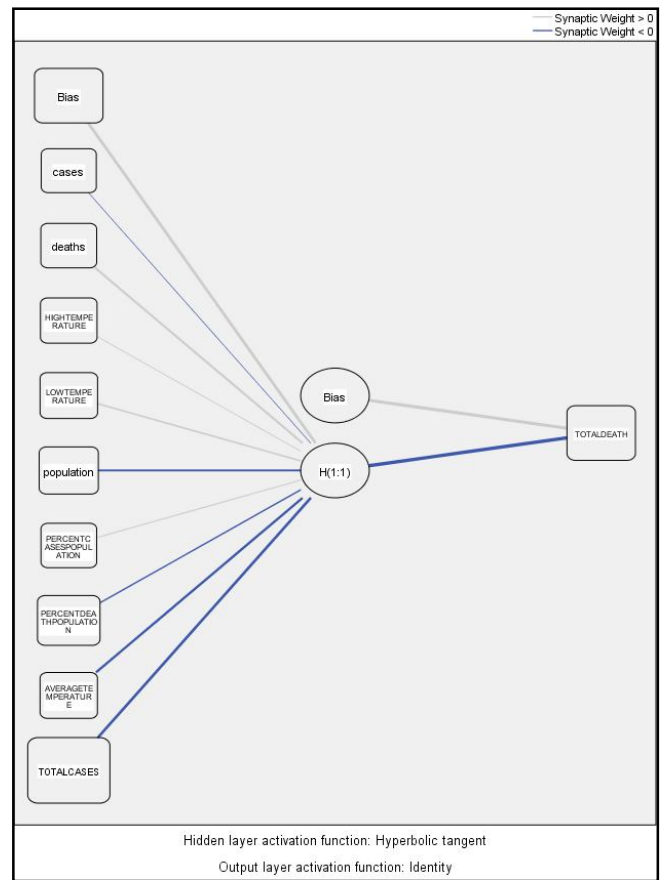 Synaptic Weight > 0
Synaptic Weight < 0
Bias
cases
deaths
HIGHTEMPE
RATURE
LOWTEMPE
RATURE
population
PERCENTC
ASESPOPUL
ATION
PERCENTDEA
THPOPULATIO
N
AVERAGETE
MPERATUR
E
TOTALCASES
Bias
H(1:1)
TOTALDEATH
Hidden layer activation function: Hyperbolic tangent
Output layer activation function: Identity